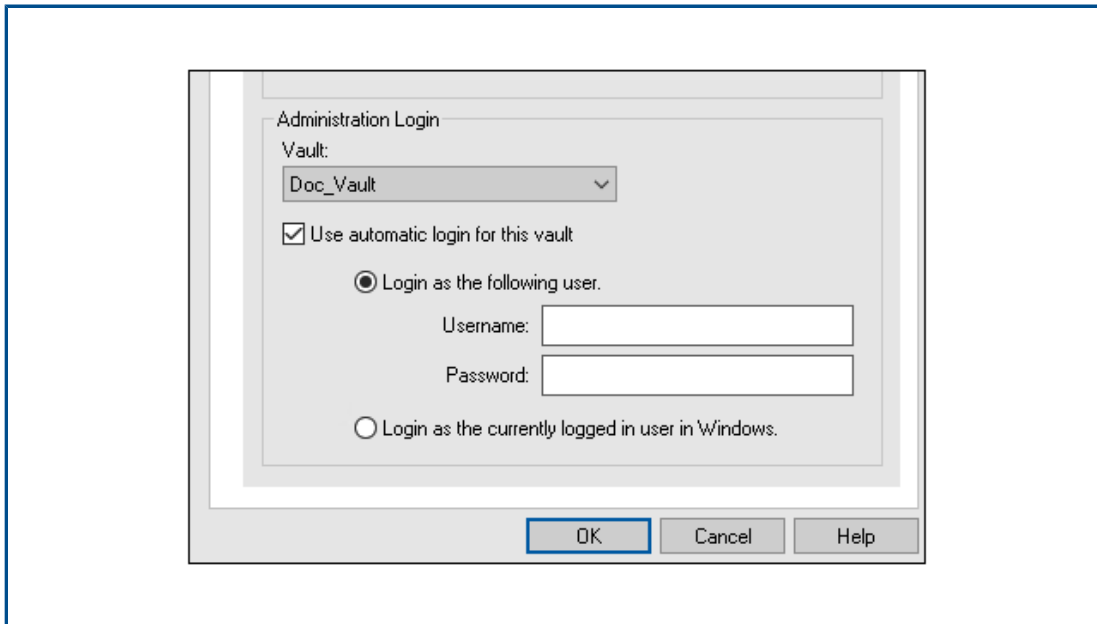 Administration Login
Vault:
Doc_Vault
Use automatic login for this vault
Login as the following user.
Username:
Password:
Login as the currently logged in user in Windows.
OK Cancel Help